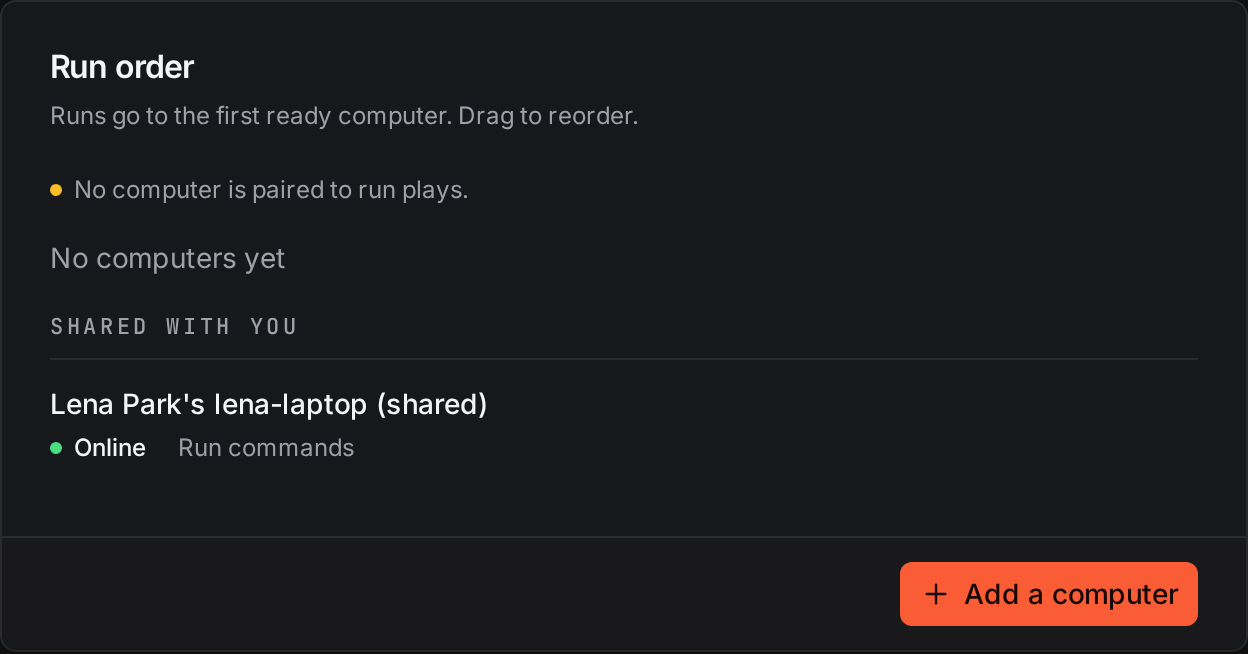 Run order
Runs go to the first ready computer. Drag to reorder.
No computer is paired to run plays.
No computers yet
SHARED WITH YOU
Lena Park's lena-laptop (shared)
Online Run commands
+ Add a computer